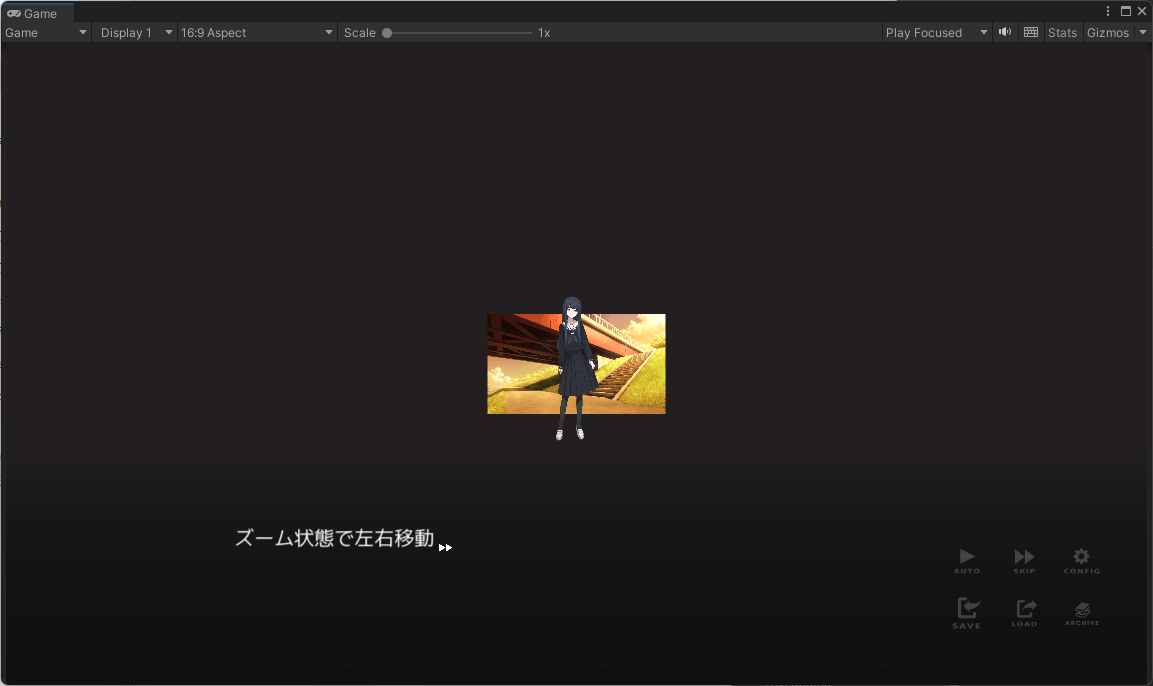 Game
Game Display 1 16:9 Aspect Scale 1x Play Focused Stats Gizmos
ズーム状態で左右移動
AUTO SKIP CONFIG
SAVE LOAD ARCHIVE